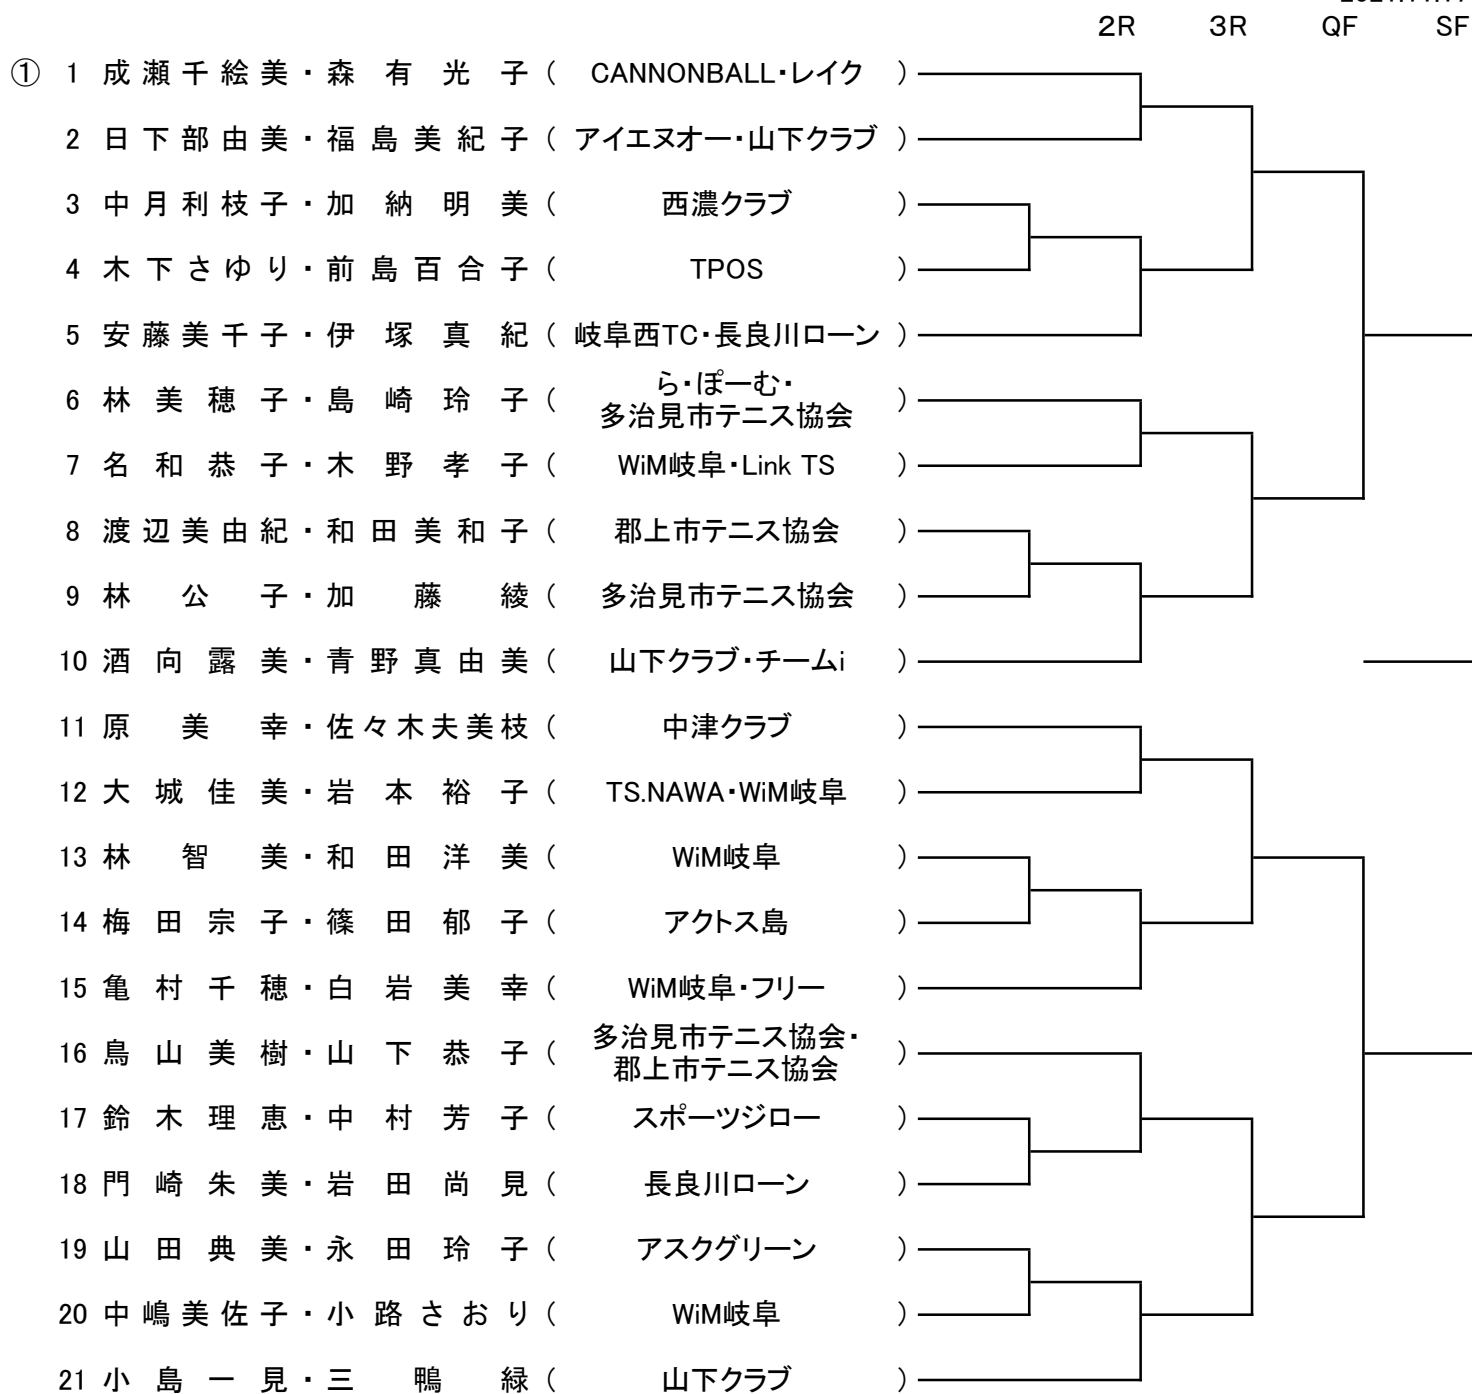 2R 3R QF SF
① 1 成瀬千絵美・森有光子( CANNONBALL・レイク )
2 日下部由美・福島美紀子( アイエヌオー・山下クラブ )
3 中月利枝子・加納明美( 西濃クラブ )
4 木下さゆり・前島百合子( TPOS )
5 安藤美千子・伊塚真紀( 岐阜西TC・長良川ローン )
6 林美穂子・島崎玲子( ら・ぽーむ・
多治見市テニス協会 )
7 名和恭子・木野孝子( WiM岐阜・Link TS )
8 渡辺美由紀・和田美和子( 郡上市テニス協会 )
9 林公子・加藤綾( 多治見市テニス協会 )
10 酒向露美・青野真由美( 山下クラブ・チームi )
11 原美幸・佐々木夫美枝( 中津クラブ )
12 大城佳美・岩本裕子( TS.NAWA・WiM岐阜 )
13 林智美・和田洋美( WiM岐阜 )
14 梅田宗子・篠田郁子( アクトス島 )
15 亀村千穂・白岩美幸( WiM岐阜・フリー )
16 鳥山美樹・山下恭子( 多治見市テニス協会・
郡上市テニス協会 )
17 鈴木理恵・中村芳子( スポーツジロー )
18 門崎朱美・岩田尚見( 長良川ローン )
19 山田典美・永田玲子( アスクグリーン )
20 中嶋美佐子・小路さおり( WiM岐阜 )
21 小島一見・三鴨緑( 山下クラブ )